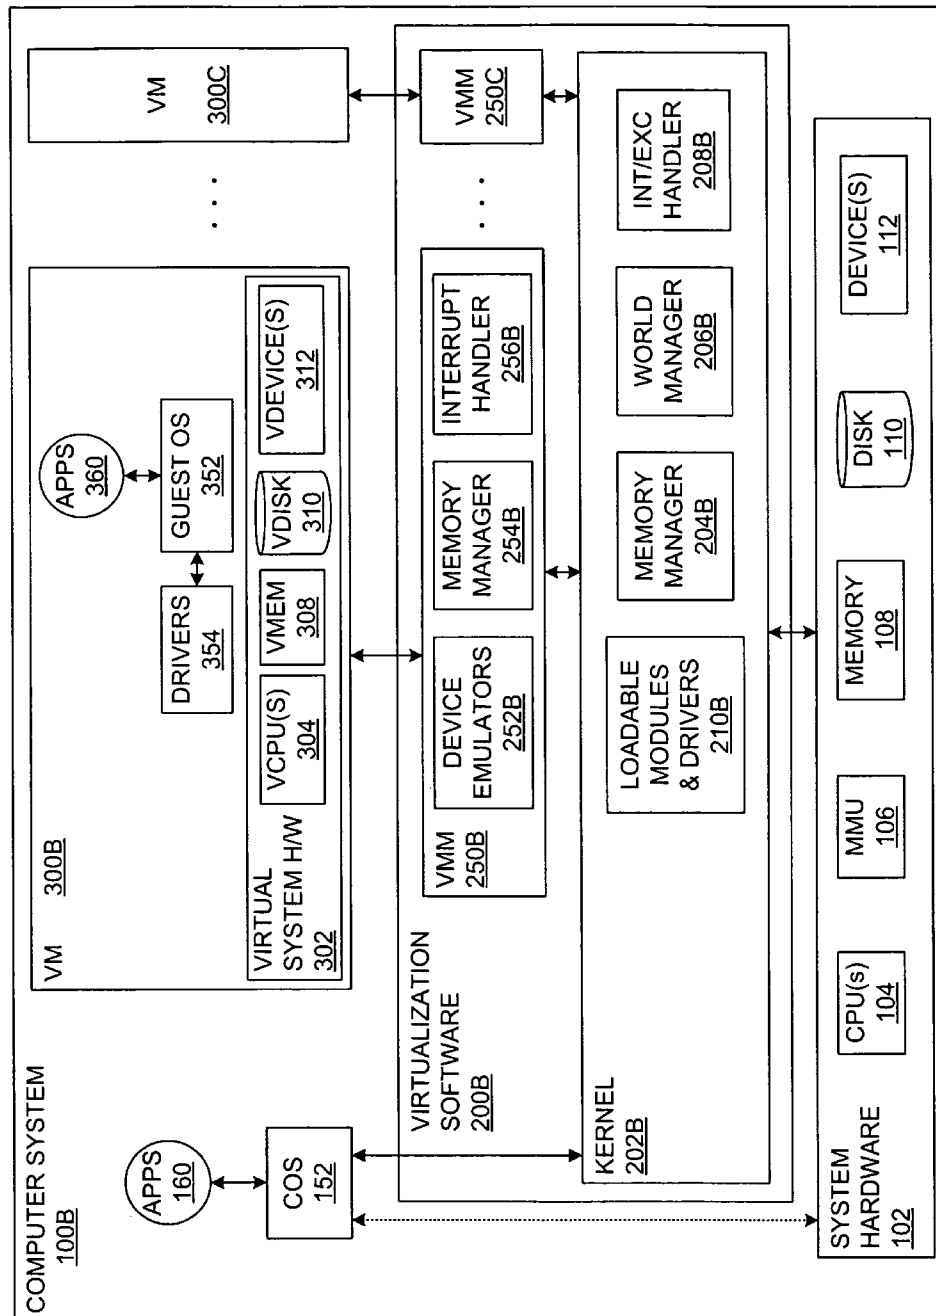 COMPUTER SYSTEM
100B
APPS
160
COS
152
VM
300B
APPS
360
DRIVERS
354
GUEST OS
352
VIRTUAL
SYSTEM H/W
302
VCPU(S)
304
VMEM
308
VDISK
310
VDEVICE(S)
312
. . .
VM
300C
VIRTUALIZATION
SOFTWARE
200B
VMM
250B
DEVICE
EMULATORS
252B
MEMORY
MANAGER
254B
INTERRUPT
HANDLER
256B
. . .
VMM
250C
KERNEL
202B
LOADABLE
MODULES
& DRIVERS
210B
MEMORY
MANAGER
204B
WORLD
MANAGER
206B
INT/EXC
HANDLER
208B
SYSTEM
HARDWARE
102
CPU(s)
104
MMU
106
MEMORY
108
DISK
110
DEVICE(S)
112